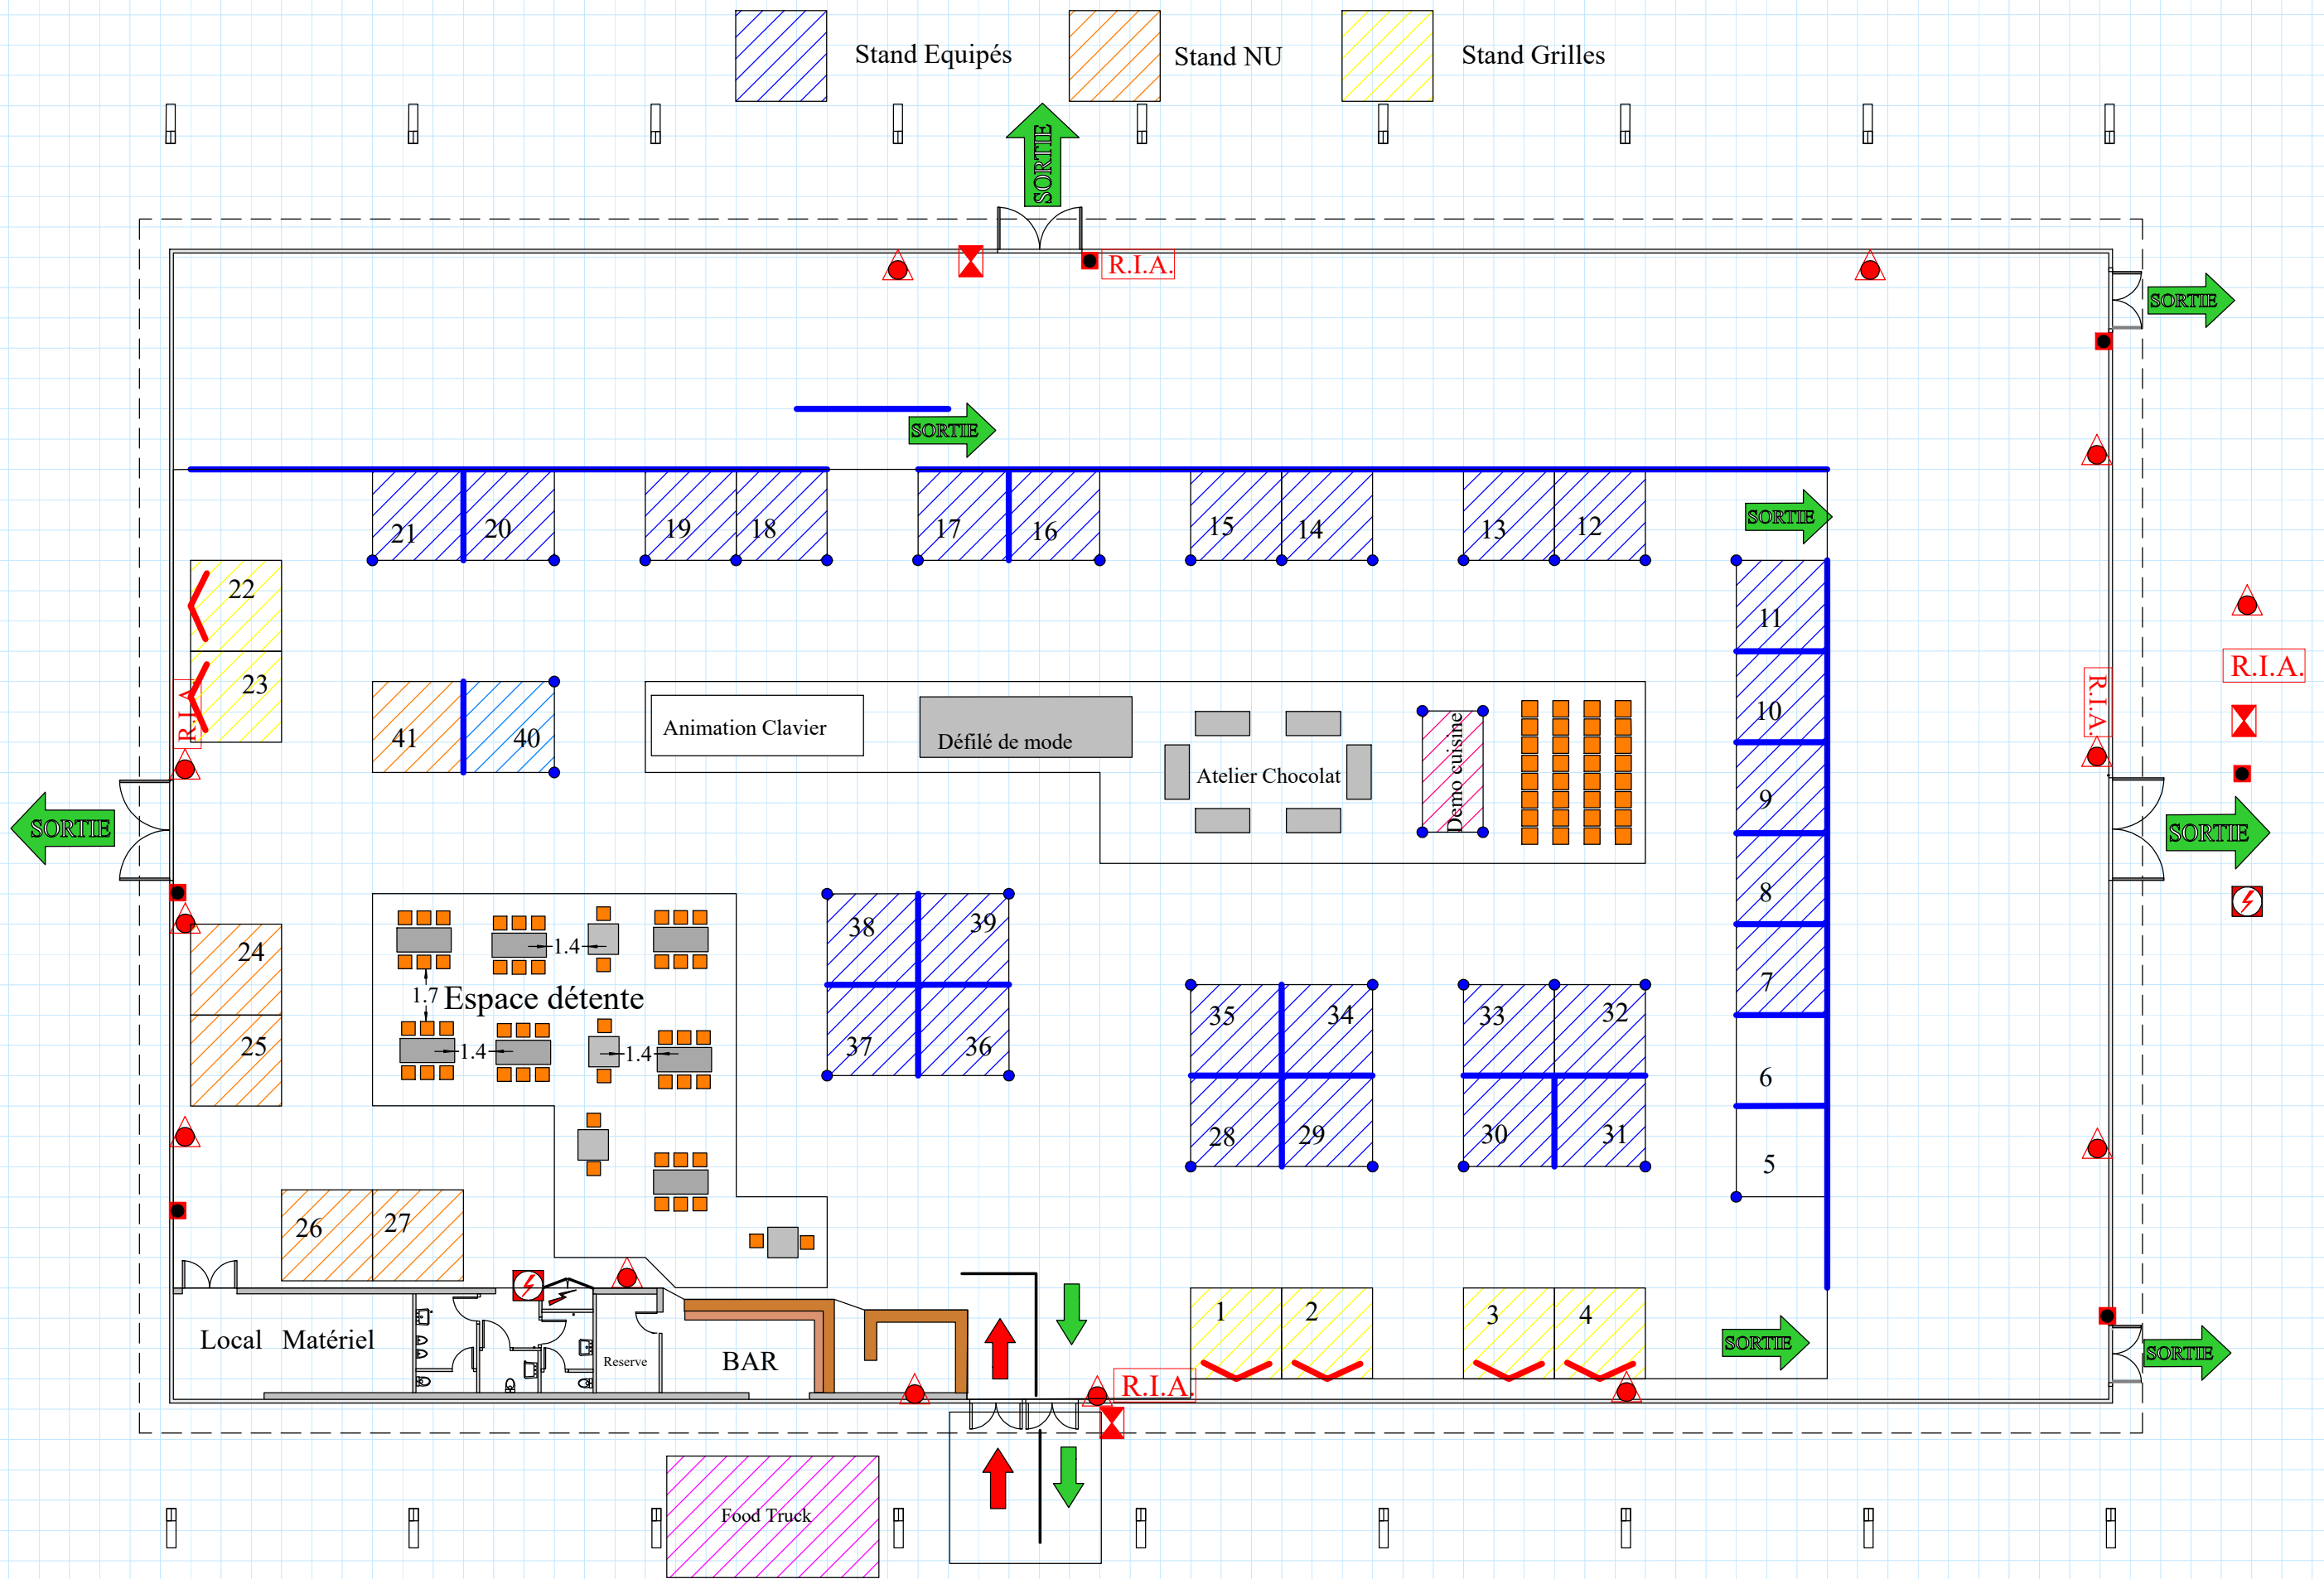 Stand Equipés
Stand NU
Stand Grilles
SORTIE
R.I.A.
SORTIE
SORTIE
21
20
19
18
17
16
15
14
13
12
SORTIE
22
23
R.I.A.
11
10
9
8
7
6
5
R.I.A.
R.I.A.
41
40
Animation Clavier
Défilé de mode
Atelier Chocolat
Demo cuisine
SORTIE
SORTIE
24
25
1.4
1.7
Espace détente
1.4
1.4
38
39
37
36
35
34
33
32
28
29
30
31
26
27
Local Matériel
Reserve
BAR
1
2
3
4
SORTIE
SORTIE
R.I.A.
Food Truck